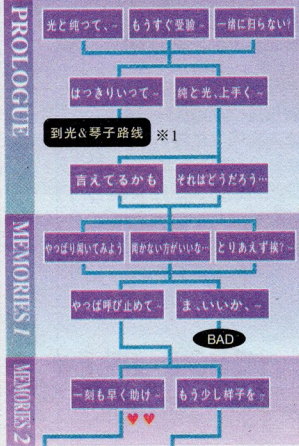 PROLOGUE
光と純って、~ もうすぐ受験~ 一緒に回らない?
はっきりいって~ 純と光、上手く~
到光&琴子路线 ※1
言えてるかも それはどうだろう…
MEMORIES 1
やっぱり聞いてみよう 聞かない方がいいな… とりあえず挨?~
やっぱ呼び止めて~ ま、いいか、~
BAD
MEMORIES 2
一刻も早く助け~ もう少し様子を~